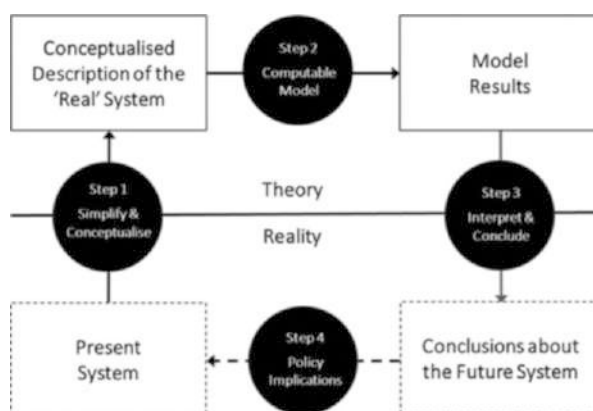 Conceptualised
Description of the
'Real' System
Step 2
Computable
Model
Model
Results
Step 1
Simplify &
Conceptualise
Theory
Reality
Step 3
Interpret &
Conclude
Present
System
Step 4
Policy
Implications
Conclusions about
the Future System